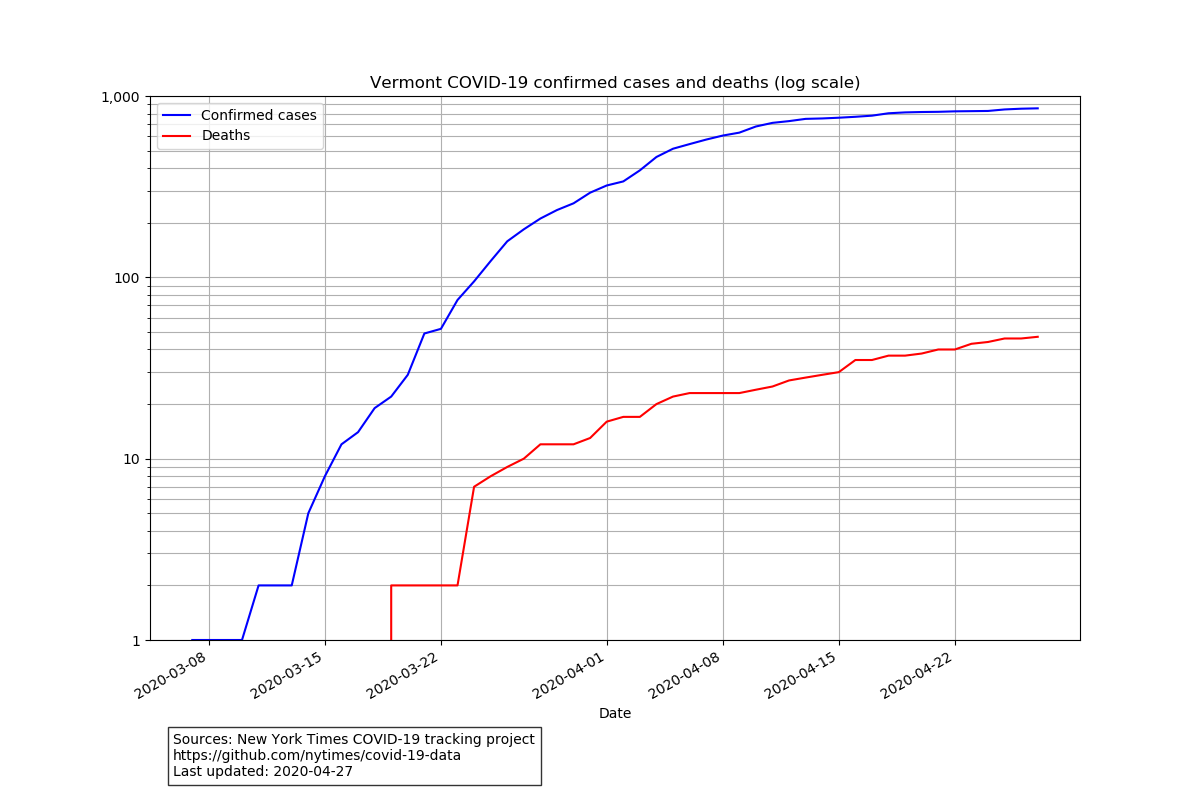 Vermont COVID-19 confirmed cases and deaths (log scale)
1,000
Confirmed cases
Deaths
100
10
1
2020-03-08
2020-03-15
2020-03-22
2020-04-01
2020-04-08
2020-04-15
2020-04-22
Date
Sources: New York Times COVID-19 tracking project
https://github.com/nytimes/covid-19-data
Last updated: 2020-04-27